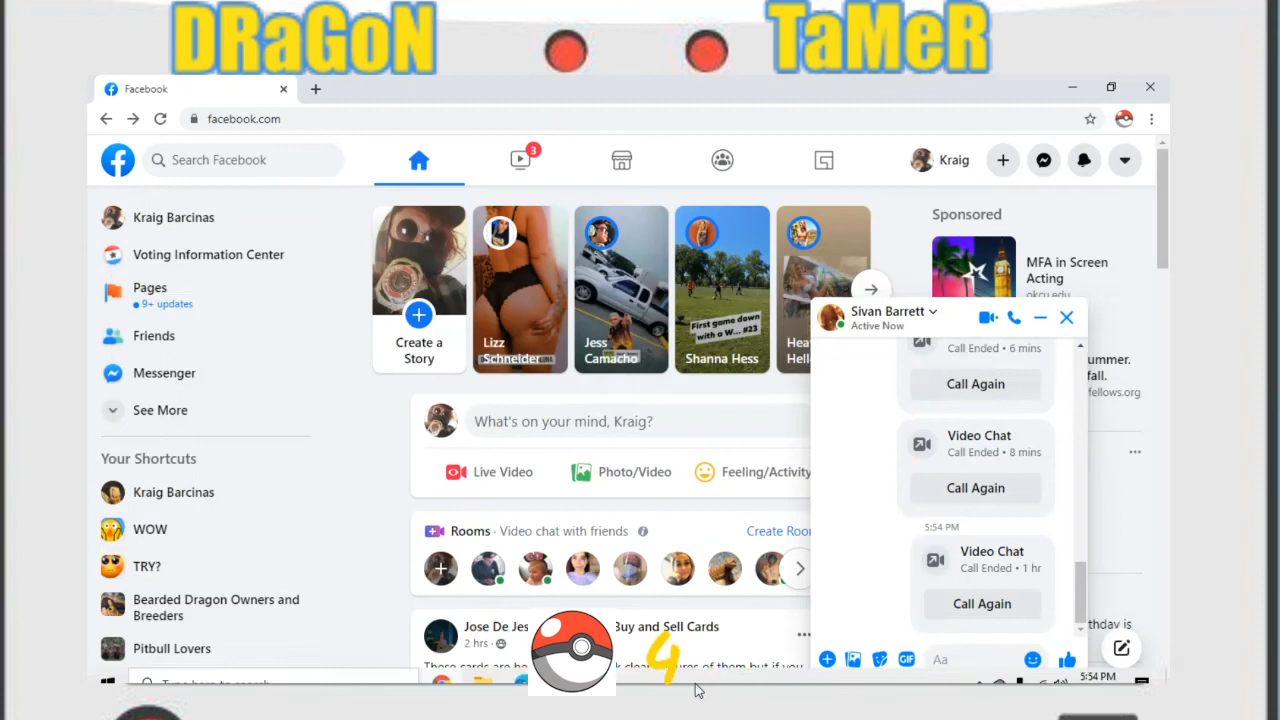 DRaGoN TaMeR
Facebook
facebook.com
Search Facebook
3
Kraig
Kraig Barcinas
Voting Information Center
Pages
9+ updates
Friends
Messenger
See More
Your Shortcuts
Kraig Barcinas
WOW
TRY?
Bearded Dragon Owners and
Breeders
Pitbull Lovers
Create a
Story
Lizz
Schneider
Jess
Camacho
First game down
with a W... #23
Shanna Hess
Sponsored
MFA in Screen
Acting
okcu.edu
What's on your mind, Kraig?
Live Video
Photo/Video
Feeling/Activity
Rooms · Video chat with friends
Create
Jose De
Buy and Sell Cards
2 hrs ·
4
Sivan Barrett
Active Now
Call Ended • 6 mins
Call Again
Video Chat
Call Ended • 8 mins
Call Again
5:54 PM
Video Chat
Call Ended • 1 hr
Call Again
GIF
Aa
fall.
fellows.org
is
5:54 PM